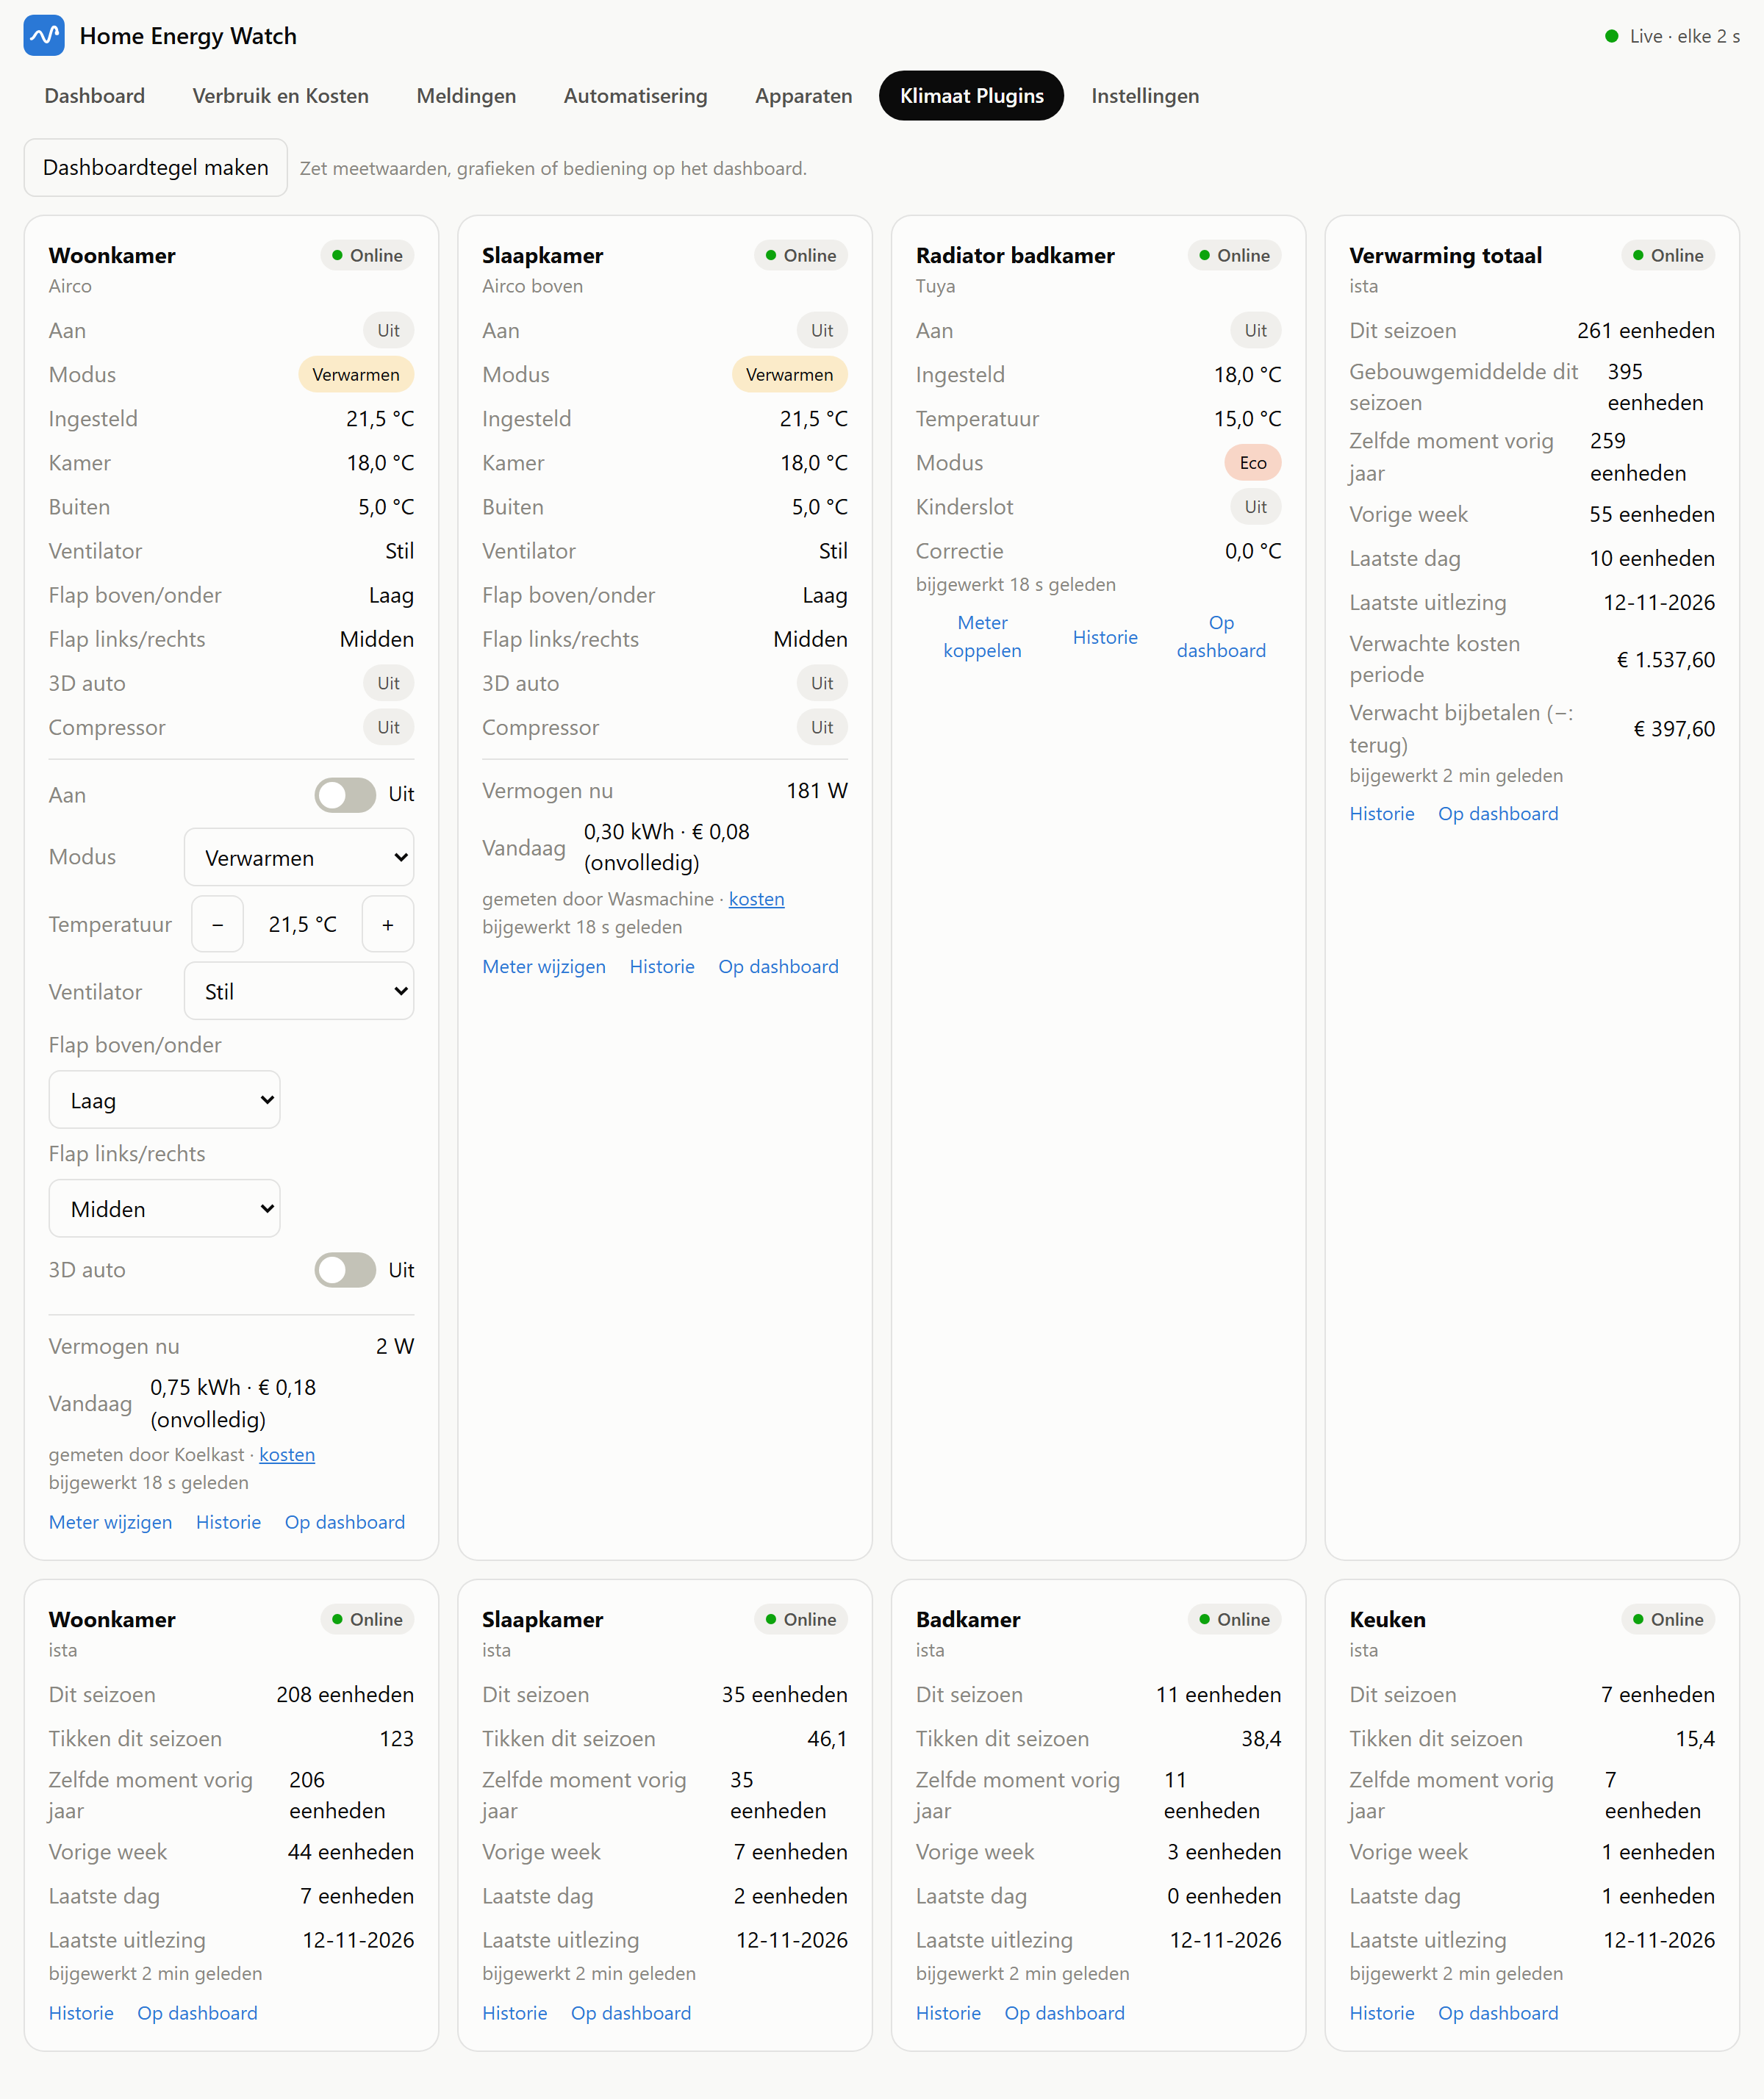 Home Energy Watch
Live · elke 2 s
Dashboard Verbruik en Kosten Meldingen Automatisering Apparaten Klimaat Plugins Instellingen
Dashboardtegel maken Zet meetwaarden, grafieken of bediening op het dashboard.
Woonkamer Online
Airco
Aan Uit
Modus Verwarmen
Ingesteld 21,5 °C
Kamer 18,0 °C
Buiten 5,0 °C
Ventilator Stil
Flap boven/onder Laag
Flap links/rechts Midden
3D auto Uit
Compressor Uit
Aan Uit
Modus Verwarmen
Temperatuur − 21,5 °C +
Ventilator Stil
Flap boven/onder
Laag
Flap links/rechts
Midden
3D auto Uit
Vermogen nu 2 W
Vandaag 0,75 kWh · € 0,18
(onvolledig)
gemeten door Koelkast · kosten
bijgewerkt 18 s geleden
Meter wijzigen Historie Op dashboard
Slaapkamer Online
Airco boven
Aan Uit
Modus Verwarmen
Ingesteld 21,5 °C
Kamer 18,0 °C
Buiten 5,0 °C
Ventilator Stil
Flap boven/onder Laag
Flap links/rechts Midden
3D auto Uit
Compressor Uit
Vermogen nu 181 W
Vandaag 0,30 kWh · € 0,08
(onvolledig)
gemeten door Wasmachine · kosten
bijgewerkt 18 s geleden
Meter wijzigen Historie Op dashboard
Radiator badkamer Online
Tuya
Aan Uit
Ingesteld 18,0 °C
Temperatuur 15,0 °C
Modus Eco
Kinderslot Uit
Correctie 0,0 °C
bijgewerkt 18 s geleden
Meter
koppelen
Historie
Op
dashboard
Verwarming totaal Online
ista
Dit seizoen 261 eenheden
Gebouwgemiddelde dit 395
seizoen eenheden
Zelfde moment vorig 259
jaar eenheden
Vorige week 55 eenheden
Laatste dag 10 eenheden
Laatste uitlezing 12-11-2026
Verwachte kosten
periode
€ 1.537,60
Verwacht bijbetalen (−:
terug)
€ 397,60
bijgewerkt 2 min geleden
Historie Op dashboard
Woonkamer Online
ista
Dit seizoen 208 eenheden
Tikken dit seizoen 123
Zelfde moment vorig 206
jaar eenheden
Vorige week 44 eenheden
Laatste dag 7 eenheden
Laatste uitlezing 12-11-2026
bijgewerkt 2 min geleden
Historie Op dashboard
Slaapkamer Online
ista
Dit seizoen 35 eenheden
Tikken dit seizoen 46,1
Zelfde moment vorig 35
jaar eenheden
Vorige week 7 eenheden
Laatste dag 2 eenheden
Laatste uitlezing 12-11-2026
bijgewerkt 2 min geleden
Historie Op dashboard
Badkamer Online
ista
Dit seizoen 11 eenheden
Tikken dit seizoen 38,4
Zelfde moment vorig 11
jaar eenheden
Vorige week 3 eenheden
Laatste dag 0 eenheden
Laatste uitlezing 12-11-2026
bijgewerkt 2 min geleden
Historie Op dashboard
Keuken Online
ista
Dit seizoen 7 eenheden
Tikken dit seizoen 15,4
Zelfde moment vorig 7
jaar eenheden
Vorige week 1 eenheden
Laatste dag 1 eenheden
Laatste uitlezing 12-11-2026
bijgewerkt 2 min geleden
Historie Op dashboard